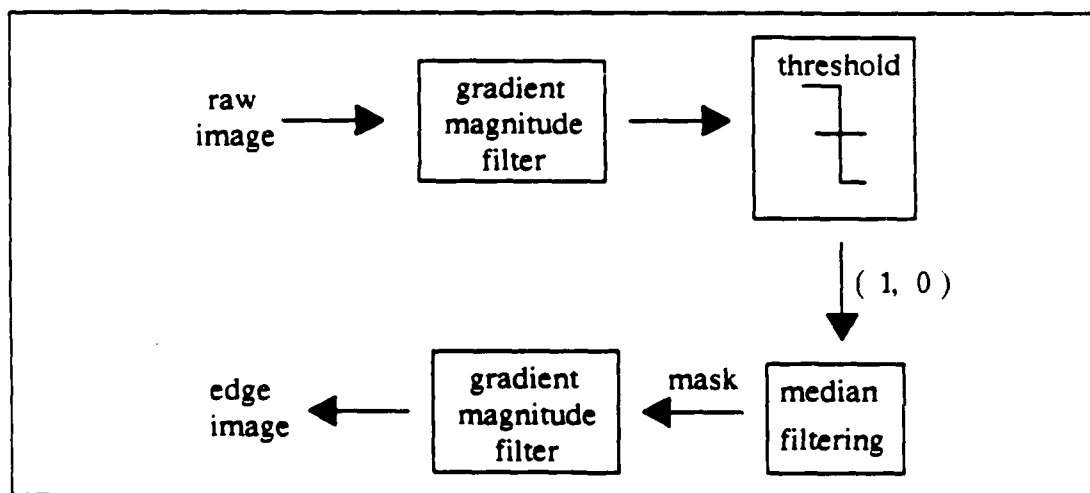 raw
image
gradient
magnitude
filter
threshold
( 1, 0 )
median
filtering
mask
gradient
magnitude
filter
edge
image